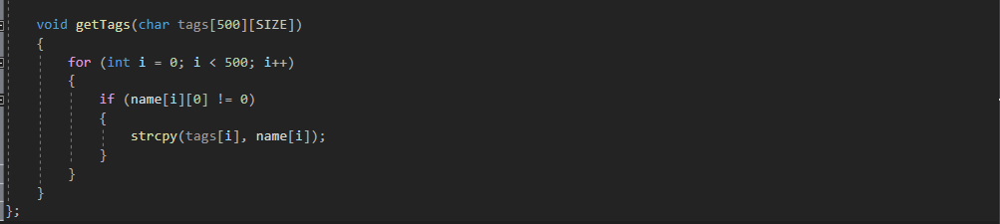 void getTags(char tags[500][SIZE])
{
for (int i = 0; i < 500; i++)
{
if (name[i][0] != 0)
{
strcpy(tags[i], name[i]);
}
}
}
};